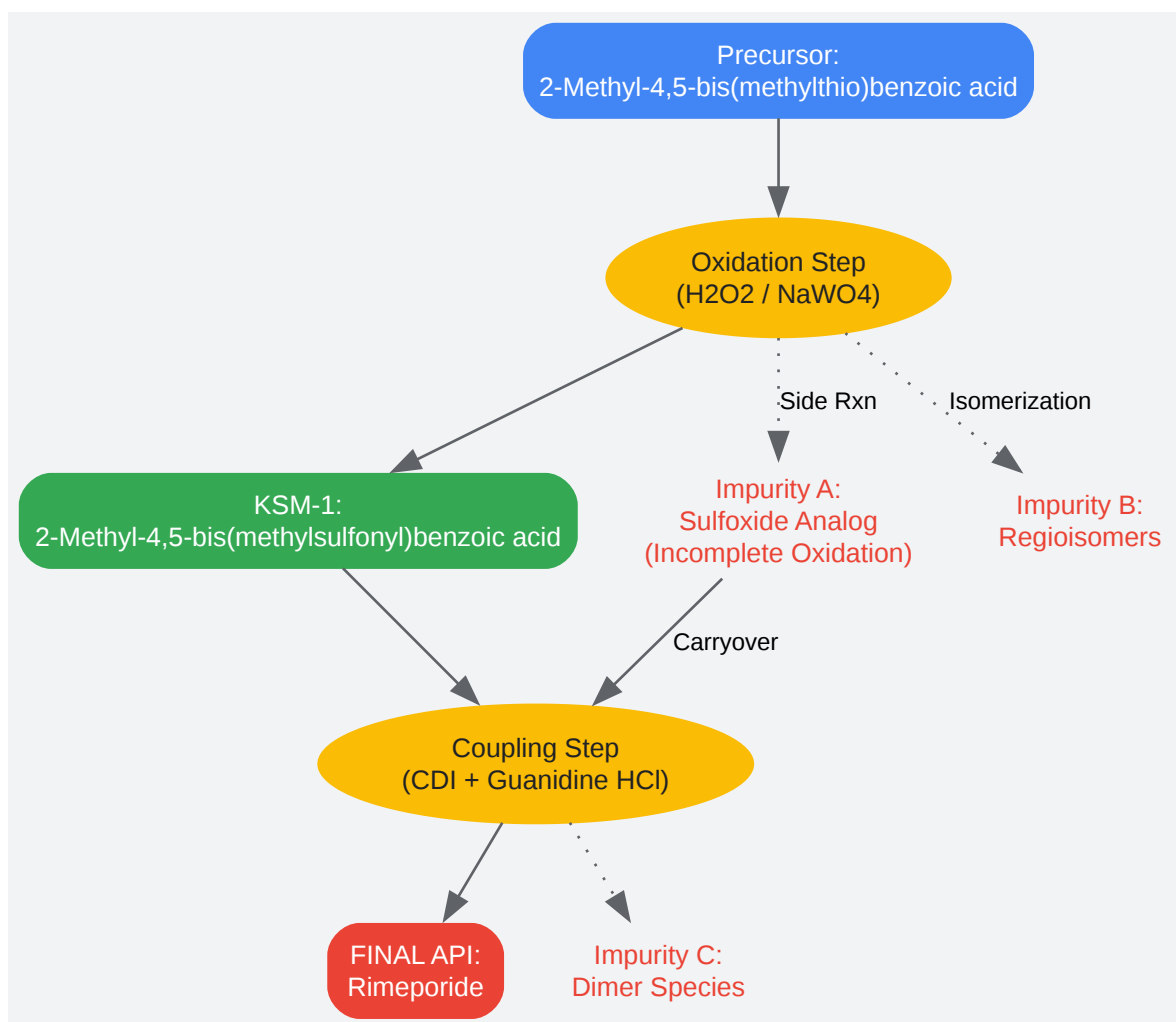 Precursor:
2-Methyl-4,5-bis(methylthio)benzoic acid
Oxidation Step
(H2O2 / NaWO4)
Side Rxn
Isomerization
KSM-1:
2-Methyl-4,5-bis(methylsulfonyl)benzoic acid
Impurity A:
Sulfoxide Analog
(Incomplete Oxidation)
Impurity B:
Regioisomers
Carryover
Coupling Step
(CDI + Guanidine HCl)
FINAL API:
Rimeporide
Impurity C:
Dimer Species